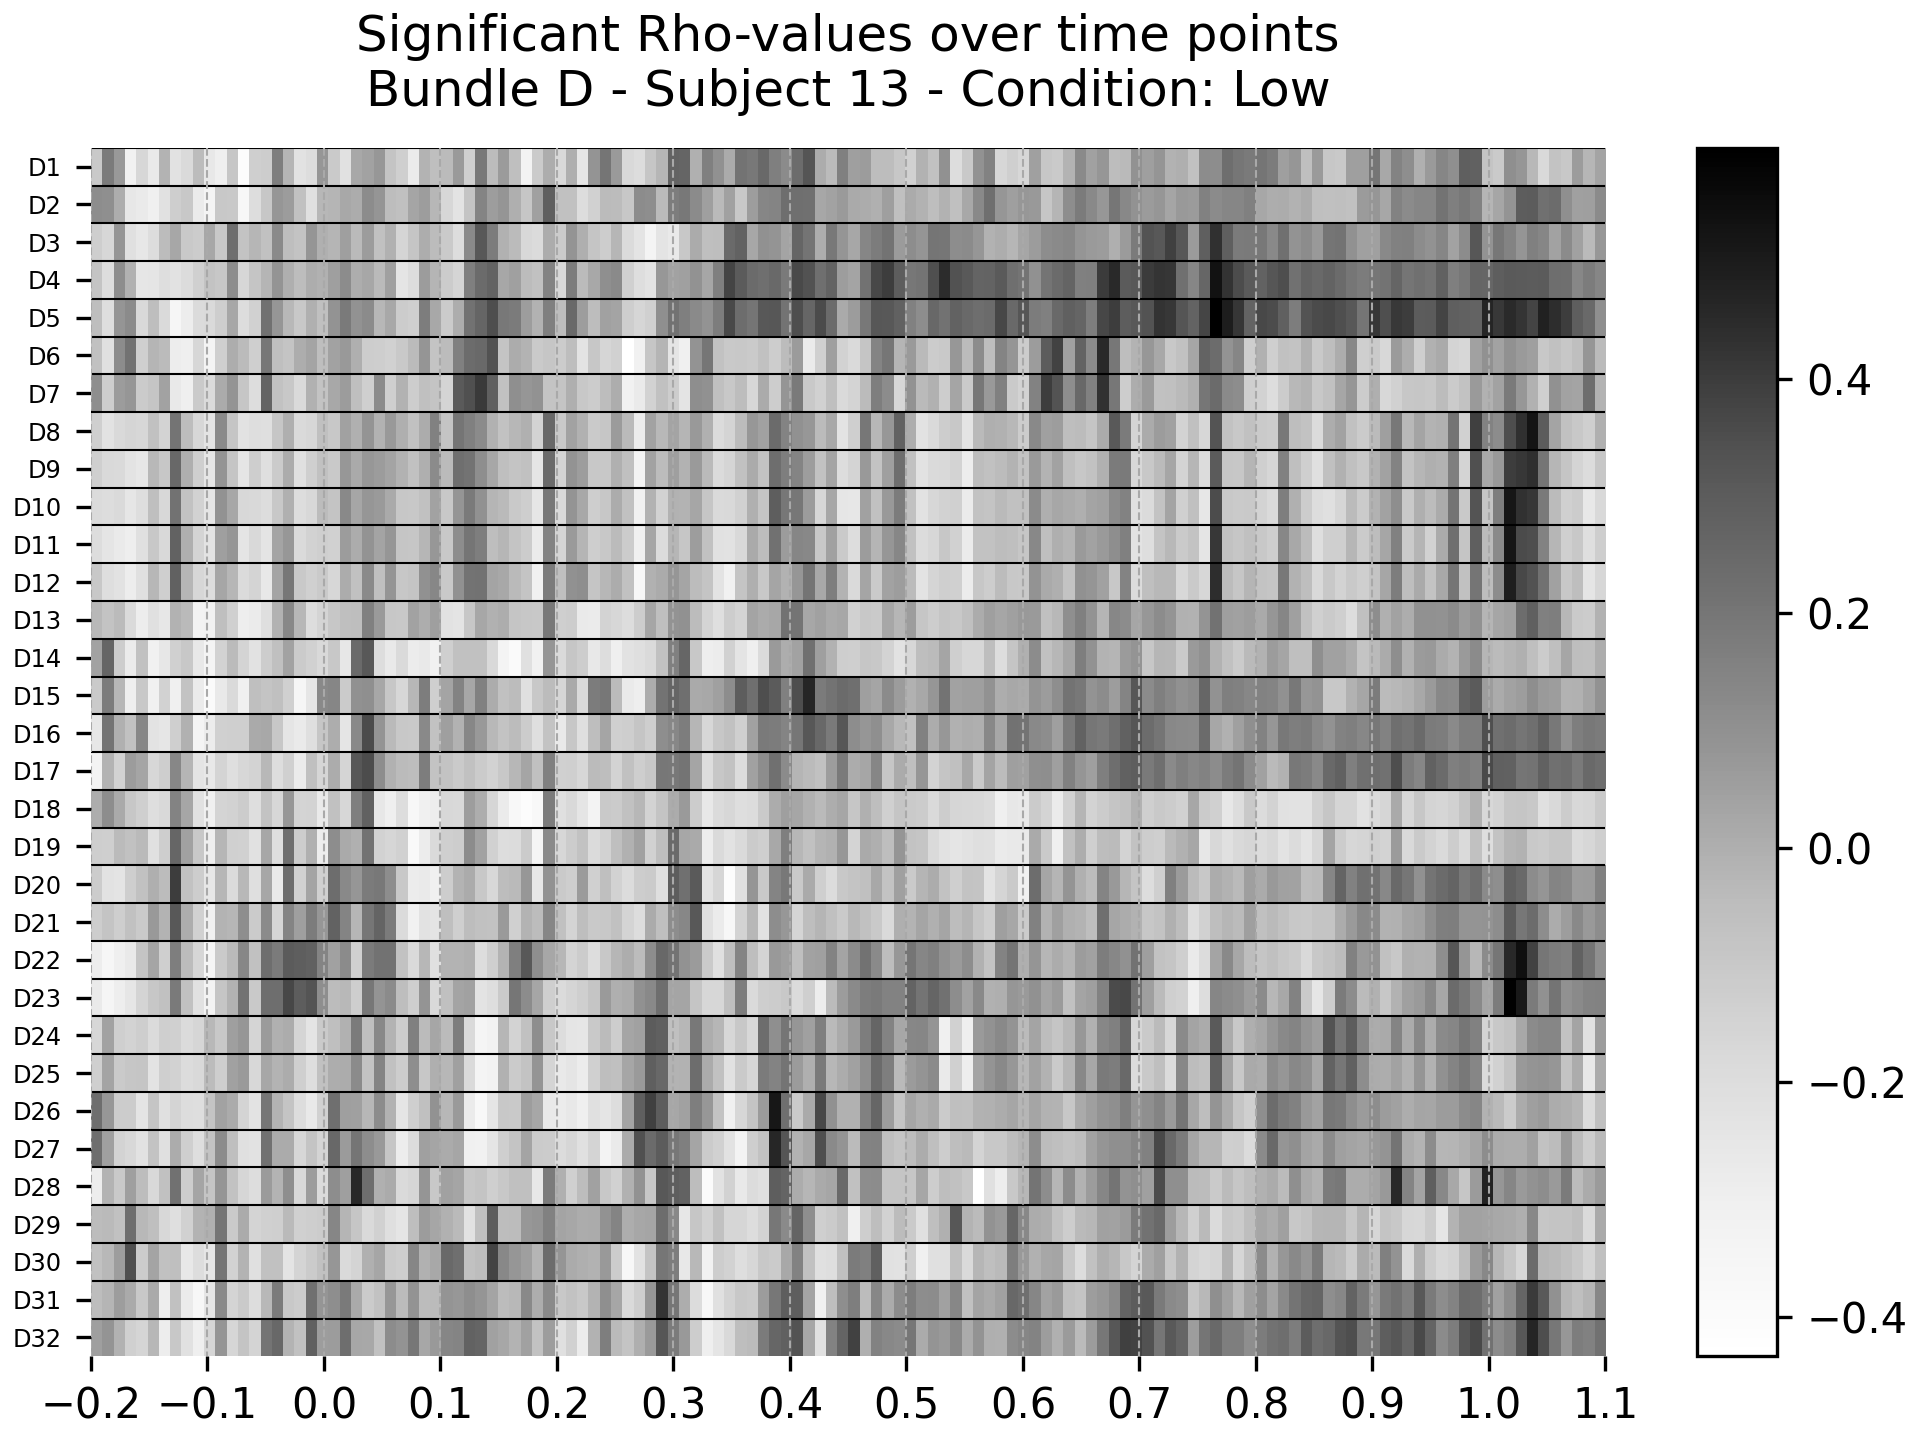 Significant Rho-values over time points
Bundle D - Subject 13 - Condition: Low
D1
D2
D3
D4
D5
D6
D7
D8
D9
D10
D11
D12
D13
D14
D15
D16
D17
D18
D19
D20
D21
D22
D23
D24
D25
D26
D27
D28
D29
D30
D31
D32
−0.2 −0.1 0.0 0.1 0.2 0.3 0.4 0.5 0.6 0.7 0.8 0.9 1.0 1.1
0.4
0.2
0.0
−0.2
−0.4